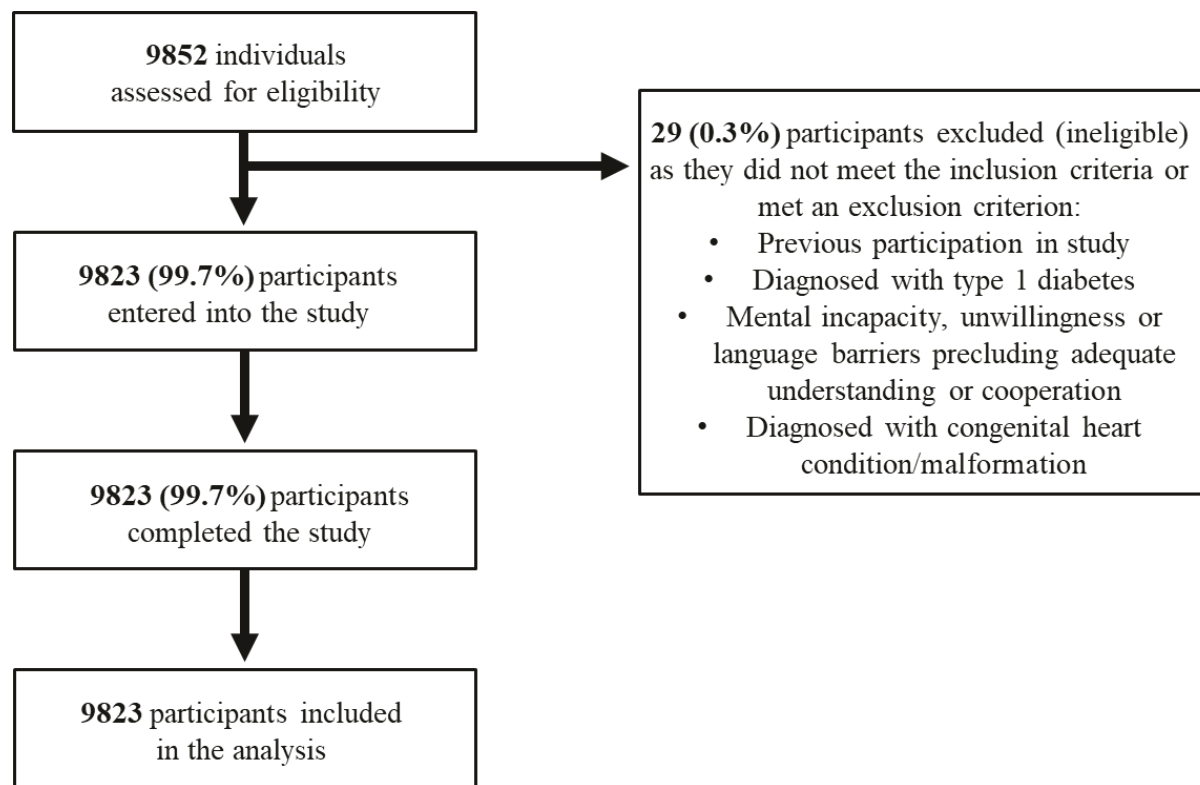 9852 individuals
assessed for eligibility
29 (0.3%) participants excluded (ineligible)
as they did not meet the inclusion criteria or
met an exclusion criterion:
• Previous participation in study
• Diagnosed with type 1 diabetes
• Mental incapacity, unwillingness or
language barriers precluding adequate
understanding or cooperation
• Diagnosed with congenital heart
condition/malformation
9823 (99.7%) participants
entered into the study
9823 (99.7%) participants
completed the study
9823 participants included
in the analysis